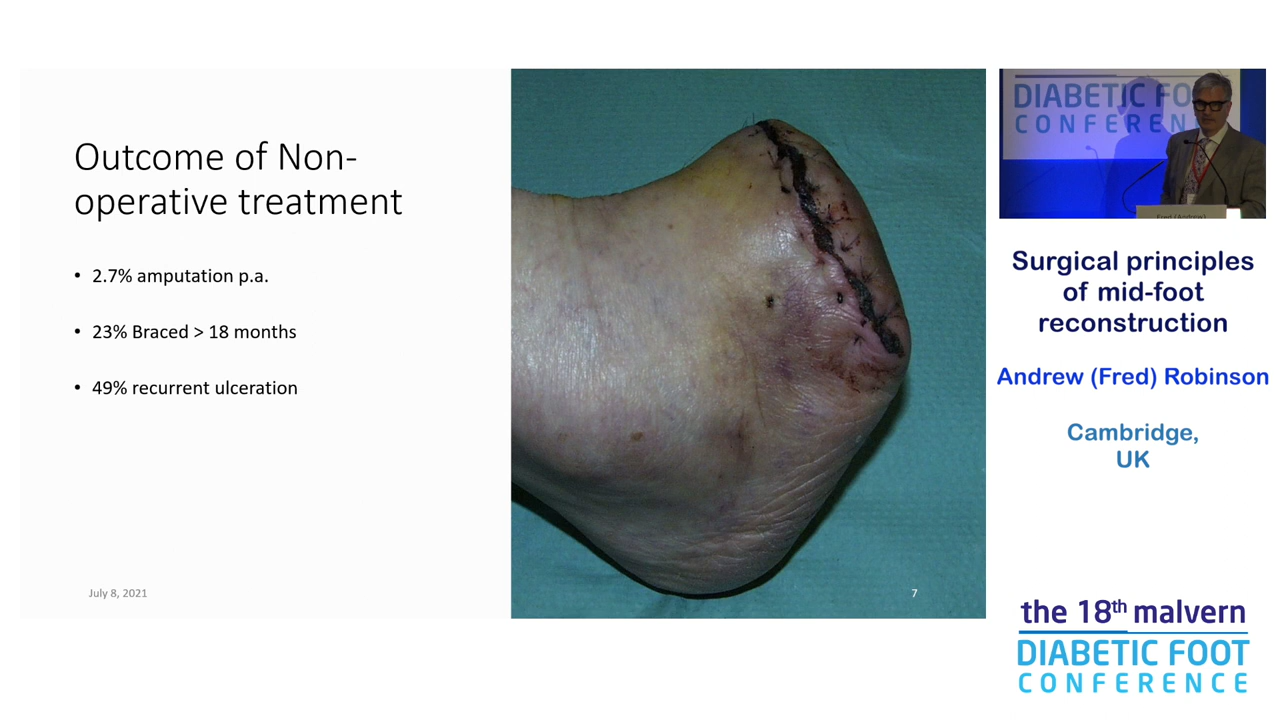 Outcome of Non-
operative treatment
• 2.7% amputation p.a.
• 23% Braced > 18 months
• 49% recurrent ulceration
July 8, 2021
7
DIABETIC FO
CONFEREN
Fred (Andrew)
Surgical principles
of mid-foot
reconstruction
Andrew (Fred) Robinson
Cambridge,
UK
the 18th malvern
DIABETIC FOOT
CONFERENCE